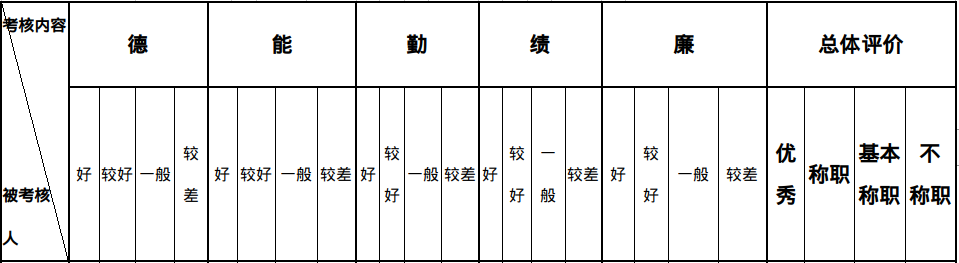 考核内容
德
能
勤
绩
廉
总体评价
被考核
人
好
较好
一般
较
差
好
较好
一般
较差
好
较
好
一般
较差
好
较
好
一
般
较差
好
较
好
一般
较差
优
秀
称职
基本
称职
不
称职